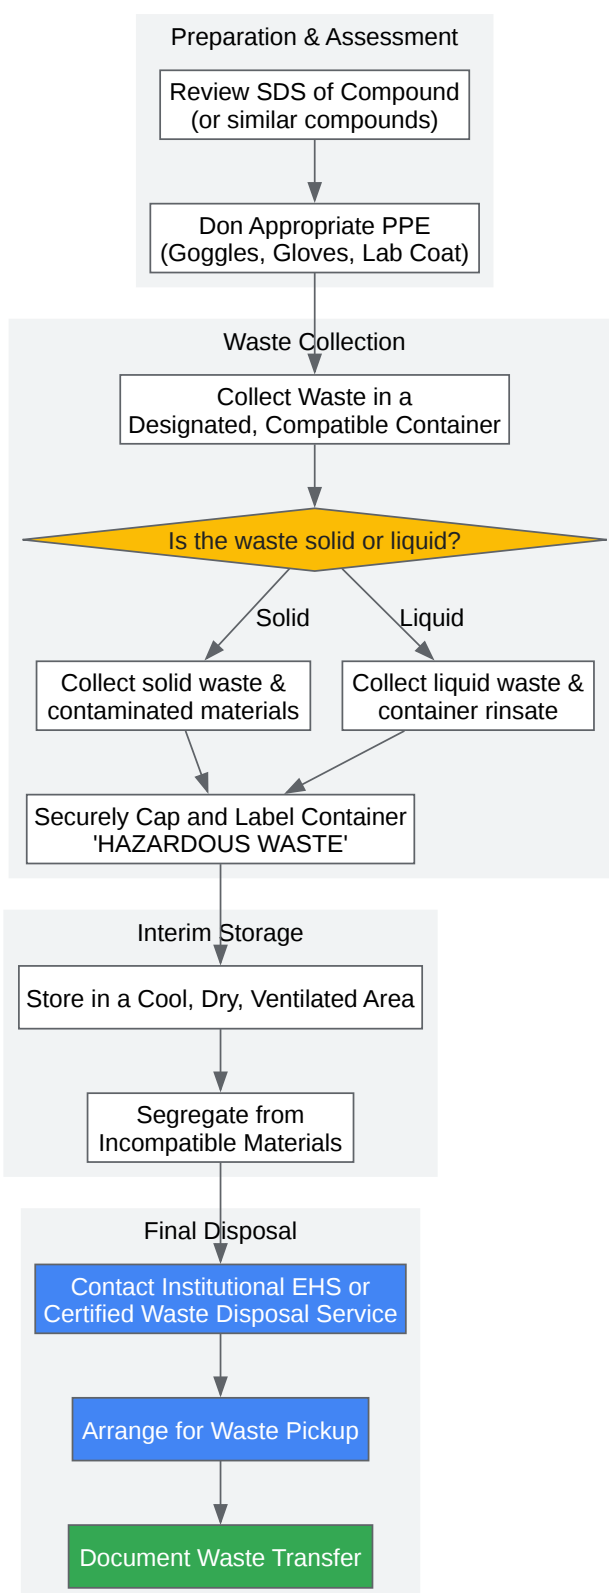 Preparation & Assessment
Review SDS of Compound
(or similar compounds)
Don Appropriate PPE
(Goggles, Gloves, Lab Coat)
Waste Collection
Collect Waste in a
Designated, Compatible Container
Is the waste solid or liquid?
Solid
Liquid
Collect solid waste &
contaminated materials
Collect liquid waste &
container rinsate
Securely Cap and Label Container
'HAZARDOUS WASTE'
Interim Storage
Store in a Cool, Dry, Ventilated Area
Segregate from
Incompatible Materials
Final Disposal
Contact Institutional EHS or
Certified Waste Disposal Service
Arrange for Waste Pickup
Document Waste Transfer